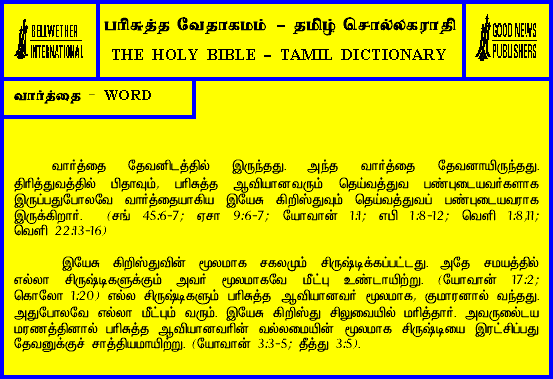 BELLWETHER
INTERNATIONAL
பரிசுத்த வேதாகமம் – தமிழ் சொல்லகராதி
THE HOLY BIBLE – TAMIL DICTIONARY
GOOD NEWS
PUBLISHERS
வார்த்தை - WORD
வார்த்தை தேவனிடத்தில் இருந்தது. அந்த வார்த்தை தேவனாயிருந்தது.
திரித்துவத்தில் பிதாவும், பரிசுத்த ஆவியானவரும் தெய்வத்துவ பண்புடையவர்களாக
இருப்பதுபோலவே வார்த்தையாகிய இயேசு கிறிஸ்துவும் தெய்வத்துவப் பண்புடையவராக
இருக்கிறார். (சங் 45:6-7; ஏசா 9:6-7; யோவான் 1:1; எபி 1:8-12; வெளி 1:8,11;
வெளி 22:13-16)
இயேசு கிறிஸ்துவின் மூலமாக சகலமும் சிருஷ்டிக்கப்பட்டது. அதே சமயத்தில்
எல்லா சிருஷ்டிகளுக்கும் அவர் மூலமாகவே மீட்பு உண்டாயிற்று. (யோவான் 17:2;
கொலோ 1:20) எல்ல சிருஷ்டிகளும் பரிசுத்த ஆவியானவர் மூலமாக, குமாரனால் வந்தது.
அதுபோலவே எல்லா மீட்பும் வரும். இயேசு கிறிஸ்து சிலுவையில் மரித்தார். அவருலைடய
மரணத்தினால் பரிசுத்த ஆவியானவரின் வல்லமையின் மூலமாக சிருஷ்டியை இரட்சிப்பது
தேவனுக்குச் சாத்தியமாயிற்று. (யோவான் 3:3-5; தீத்து 3:5).